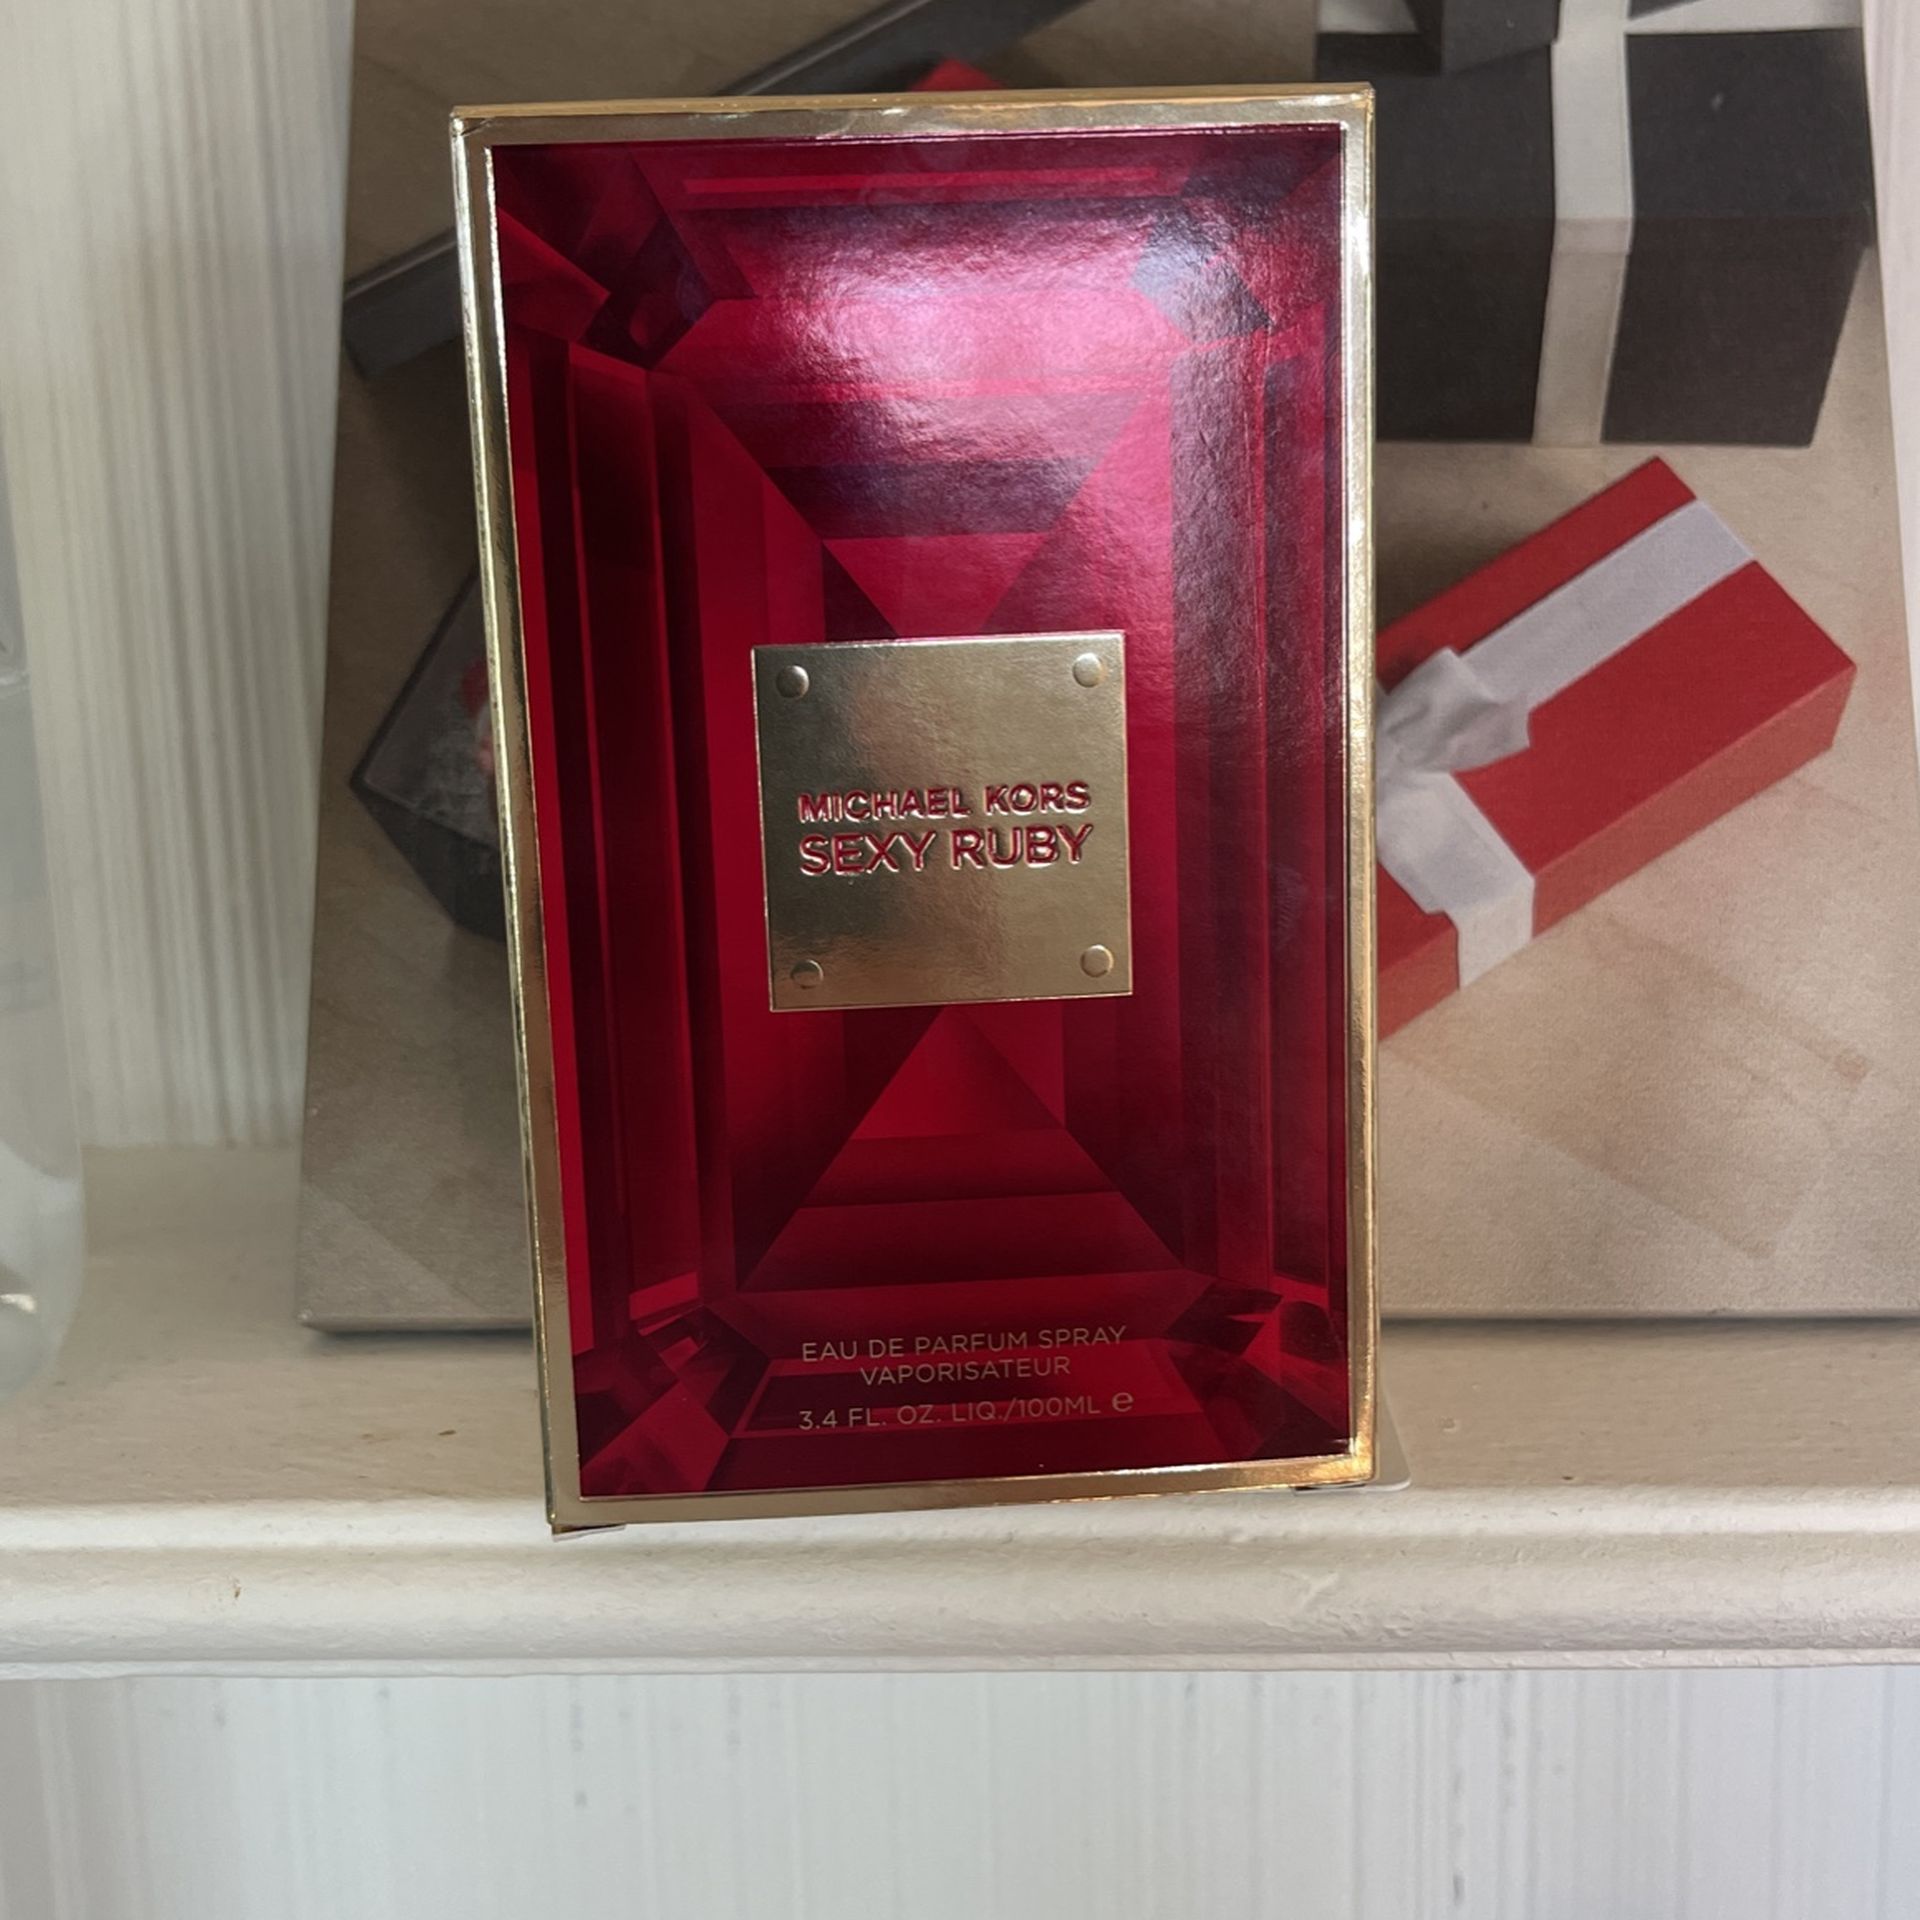 MICHAEL KORS
SEXY RUBY
EAU DE PARFUM SPRAY
VAPORISATEUR
3.4 FL. OZ. LIQ./100ML ℮